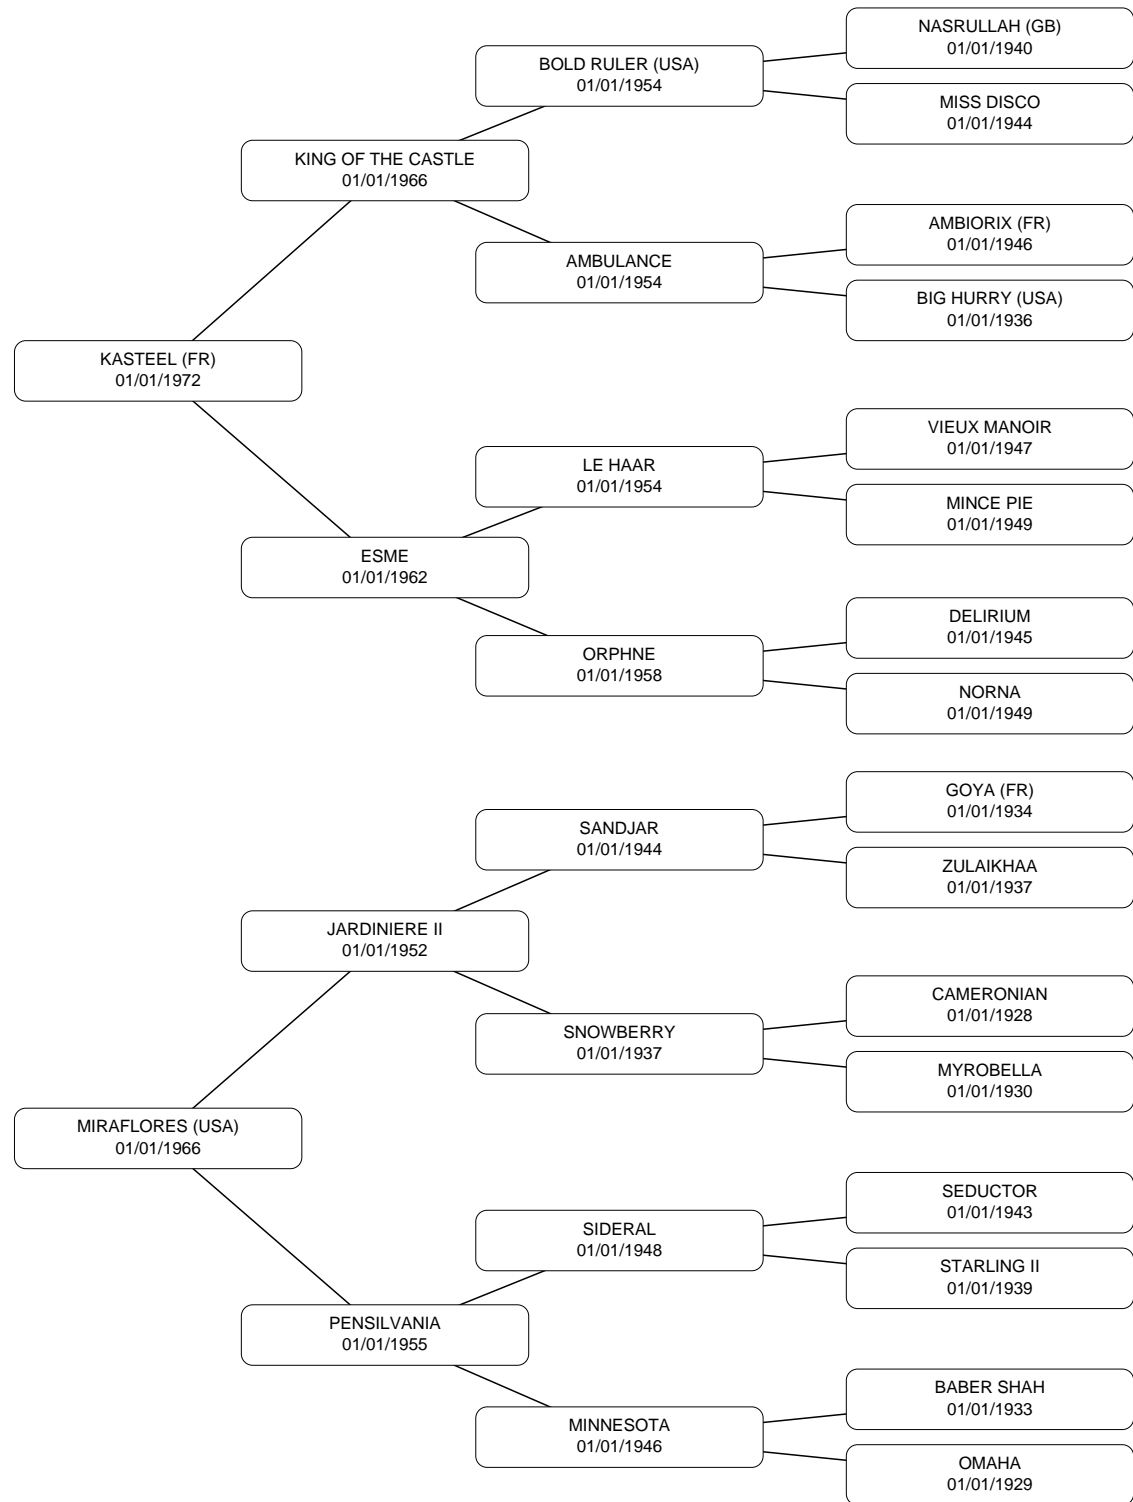 NASRULLAH (GB)
01/01/1940
BOLD RULER (USA)
01/01/1954
MISS DISCO
01/01/1944
KING OF THE CASTLE
01/01/1966
AMBIORIX (FR)
01/01/1946
AMBULANCE
01/01/1954
BIG HURRY (USA)
01/01/1936
KASTEEL (FR)
01/01/1972
VIEUX MANOIR
01/01/1947
LE HAAR
01/01/1954
MINCE PIE
01/01/1949
ESME
01/01/1962
DELIRIUM
01/01/1945
ORPHNE
01/01/1958
NORNA
01/01/1949
GOYA (FR)
01/01/1934
SANDJAR
01/01/1944
ZULAIKHAA
01/01/1937
JARDINIERE II
01/01/1952
CAMERONIAN
01/01/1928
SNOWBERRY
01/01/1937
MYROBELLA
01/01/1930
MIRAFLORES (USA)
01/01/1966
SEDUCTOR
01/01/1943
SIDERAL
01/01/1948
STARLING II
01/01/1939
PENSILVANIA
01/01/1955
BABER SHAH
01/01/1933
MINNESOTA
01/01/1946
OMAHA
01/01/1929